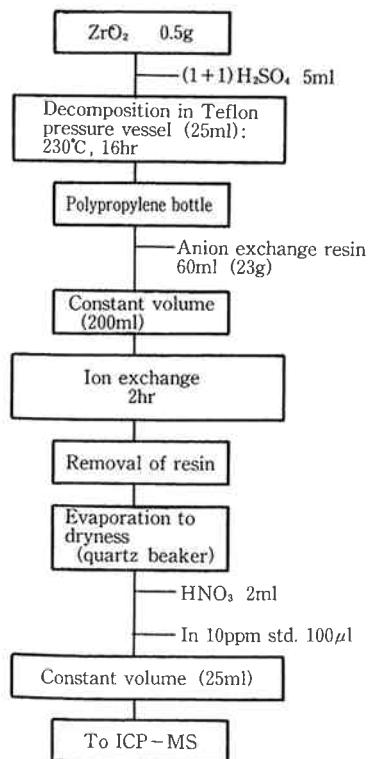 ZrO₂ 0.5g
(1+1)H₂SO₄ 5ml
Decomposition in Teflon
pressure vessel (25ml):
230℃, 16hr
Polypropylene bottle
Anion exchange resin
60ml (23g)
Constant volume
(200ml)
Ion exchange
2hr
Removal of resin
Evaporation to
dryness
(quartz beaker)
HNO₃ 2ml
In 10ppm std. 100μl
Constant volume (25ml)
To ICP-MS